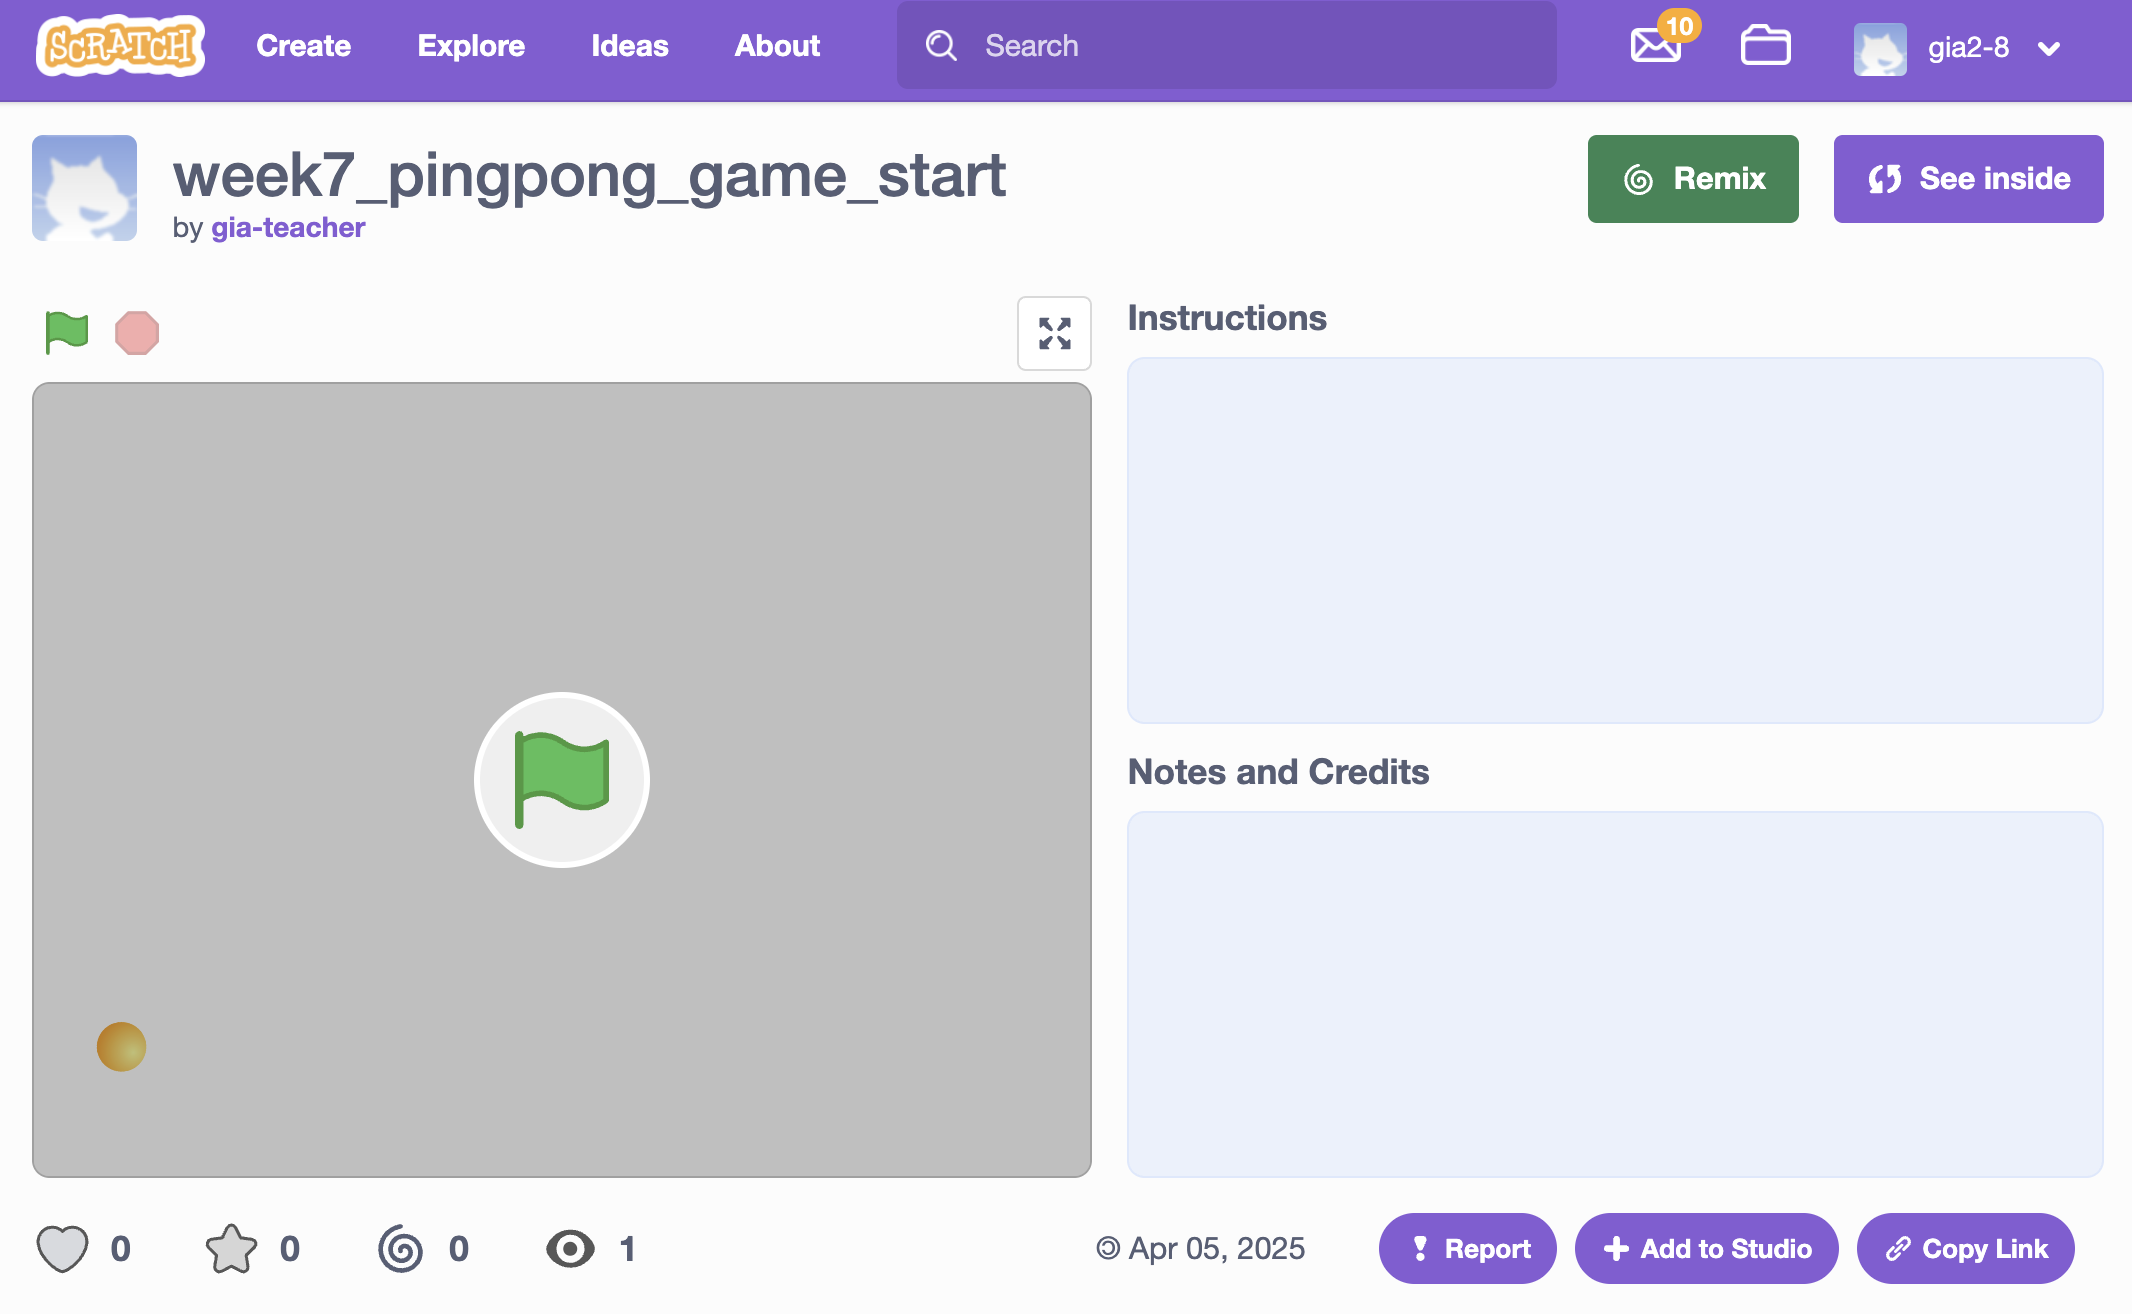 SCRATCH Create Explore Ideas About Search 10 gia2-8
week7_pingpong_game_start
by gia-teacher
Remix See inside
Instructions
Notes and Credits
0 0 0 1
Apr 05, 2025
Report Add to Studio Copy Link